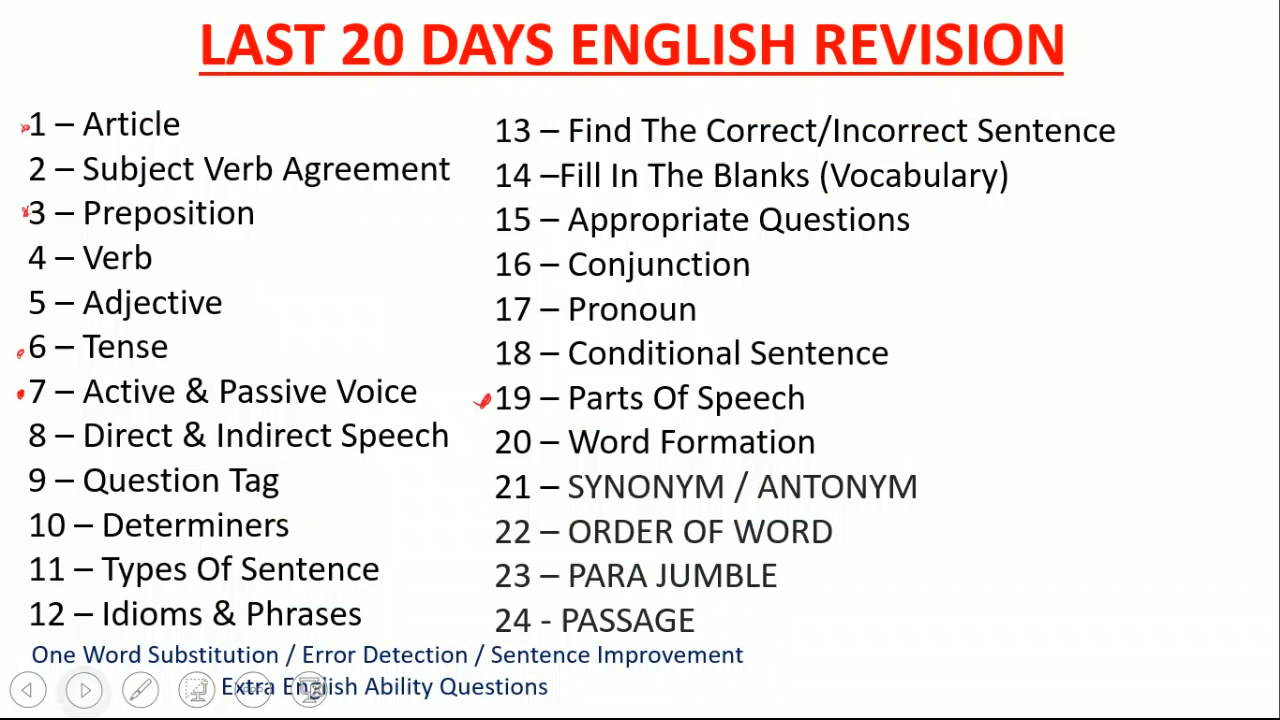 LAST 20 DAYS ENGLISH REVISION
1 – Article
2 – Subject Verb Agreement
3 – Preposition
4 – Verb
5 – Adjective
6 – Tense
7 – Active & Passive Voice
8 – Direct & Indirect Speech
9 – Question Tag
10 – Determiners
11 – Types Of Sentence
12 – Idioms & Phrases
13 – Find The Correct/Incorrect Sentence
14 –Fill In The Blanks (Vocabulary)
15 – Appropriate Questions
16 – Conjunction
17 – Pronoun
18 – Conditional Sentence
19 – Parts Of Speech
20 – Word Formation
21 – SYNONYM / ANTONYM
22 – ORDER OF WORD
23 – PARA JUMBLE
24 - PASSAGE
One Word Substitution / Error Detection / Sentence Improvement
Extra English Ability Questions